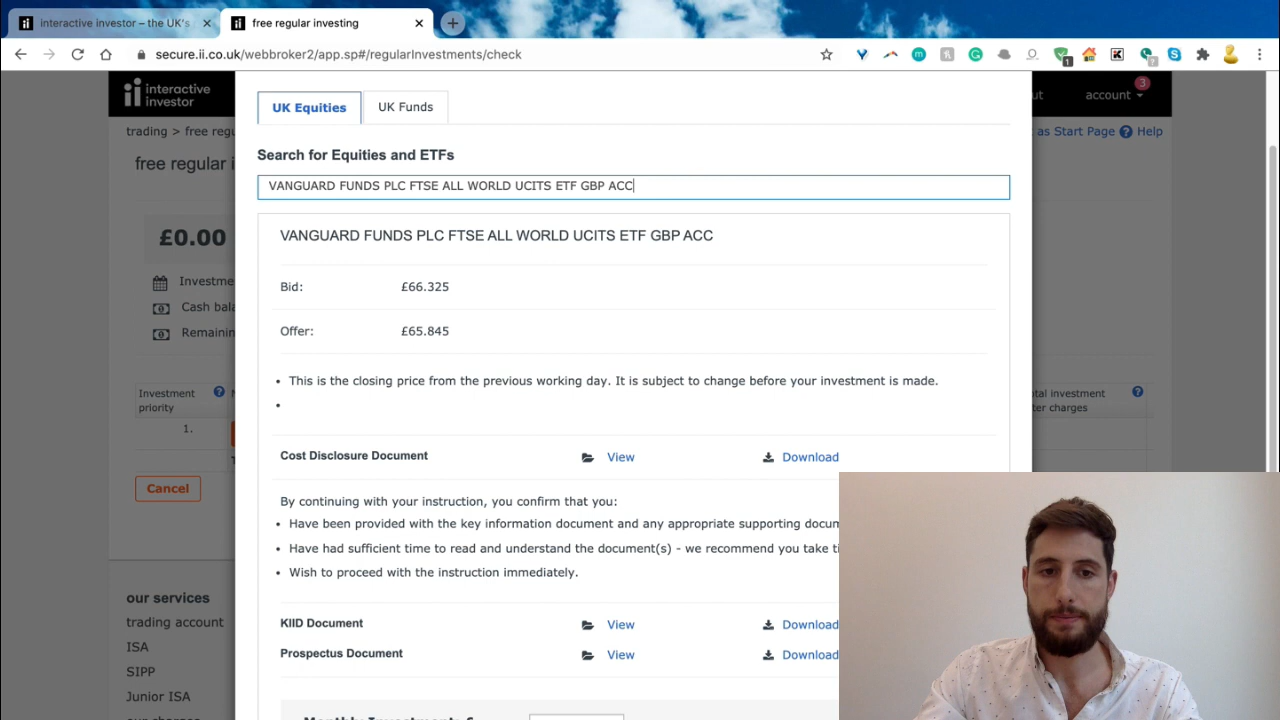 interactive investor – the UK's
free regular investing
secure.ii.co.uk/webbroker2/app.sp#/regularInvestments/check
interactive
investor
account
3
trading > free regu
as Start Page
Help
free regular i
UK Equities
UK Funds
Search for Equities and ETFs
VANGUARD FUNDS PLC FTSE ALL WORLD UCITS ETF GBP ACC
VANGUARD FUNDS PLC FTSE ALL WORLD UCITS ETF GBP ACC
£0.00
Bid: £66.325
Offer: £65.845
Investme
Cash bala
Remainin
This is the closing price from the previous working day. It is subject to change before your investment is made.
Investment
priority
1.
tal investment
ter charges
Cancel
Cost Disclosure Document View Download
By continuing with your instruction, you confirm that you:
Have been provided with the key information document and any appropriate supporting docum
Have had sufficient time to read and understand the document(s) - we recommend you take ti
Wish to proceed with the instruction immediately.
KIID Document View Download
Prospectus Document View Download
our services
trading account
ISA
SIPP
Junior ISA